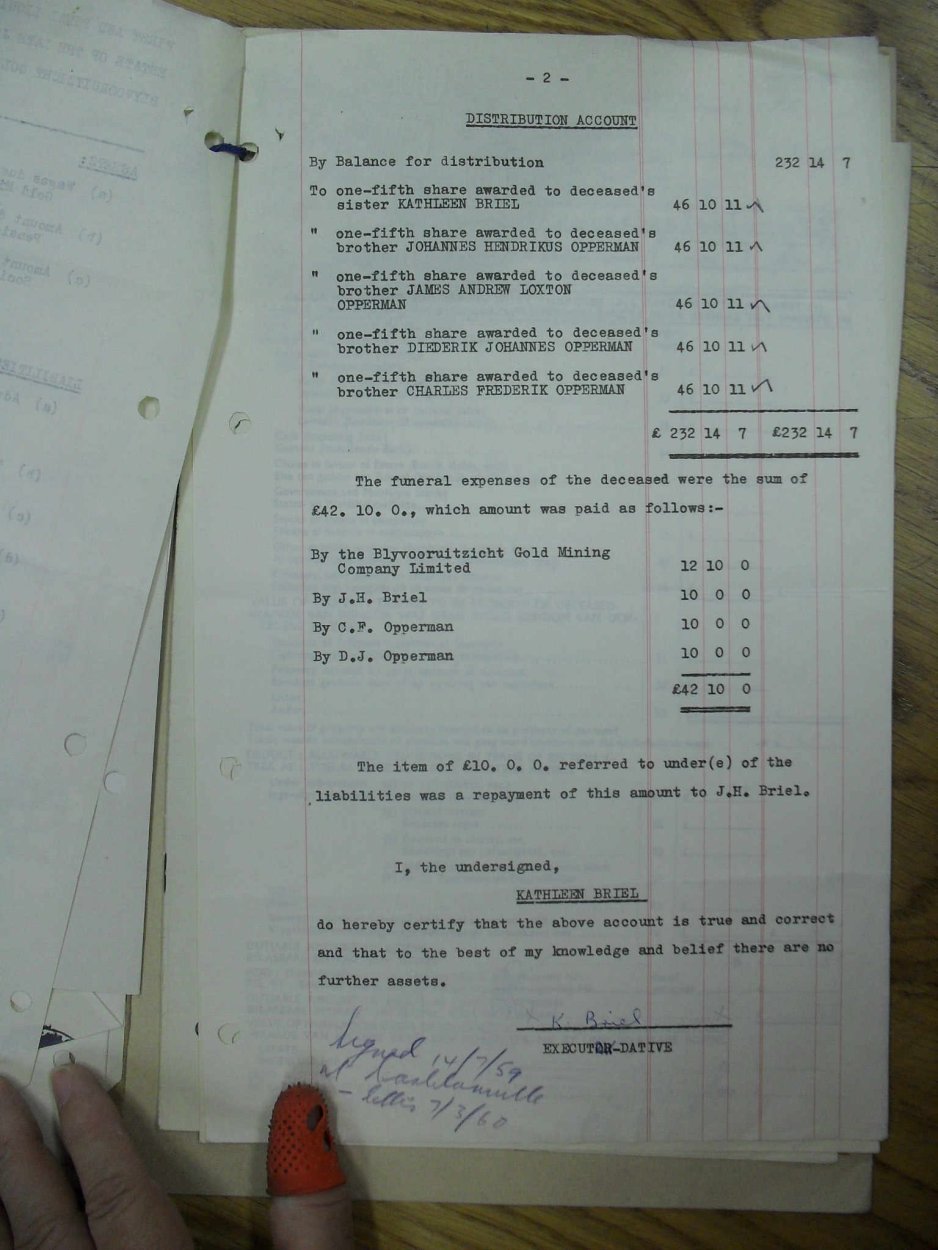 - 2 -
DISTRIBUTION ACCOUNT
By Balance for distribution 232 14 7
To one-fifth share awarded to deceased's
sister KATHLEEN BRIEL 46 10 11
" one-fifth share awarded to deceased's
brother JOHANNES HENDRIKUS OPPERMAN 46 10 11
" one-fifth share awarded to deceased's
brother JAMES ANDREW LOXTON
OPPERMAN 46 10 11
" one-fifth share awarded to deceased's
brother DIEDERIK JOHANNES OPPERMAN 46 10 11
" one-fifth share awarded to deceased's
brother CHARLES FREDERIK OPPERMAN 46 10 11
£ 232 14 7 £232 14 7
The funeral expenses of the deceased were the sum of
£42. 10. 0., which amount was paid as follows:-
By the Blyvooruitzicht Gold Mining
Company Limited 12 10 0
By J.H. Briel 10 0 0
By C.F. Opperman 10 0 0
By D.J. Opperman 10 0 0
£42 10 0
The item of £10. 0. 0. referred to under(e) of the
liabilities was a repayment of this amount to J.H. Briel.
I, the undersigned,
KATHLEEN BRIEL
do hereby certify that the above account is true and correct
and that to the best of my knowledge and belief there are no
further assets.
K. Briel
EXECUTOR-DATIVE
Signed 14/7/59
at Carletonville
- letter 7/3/60